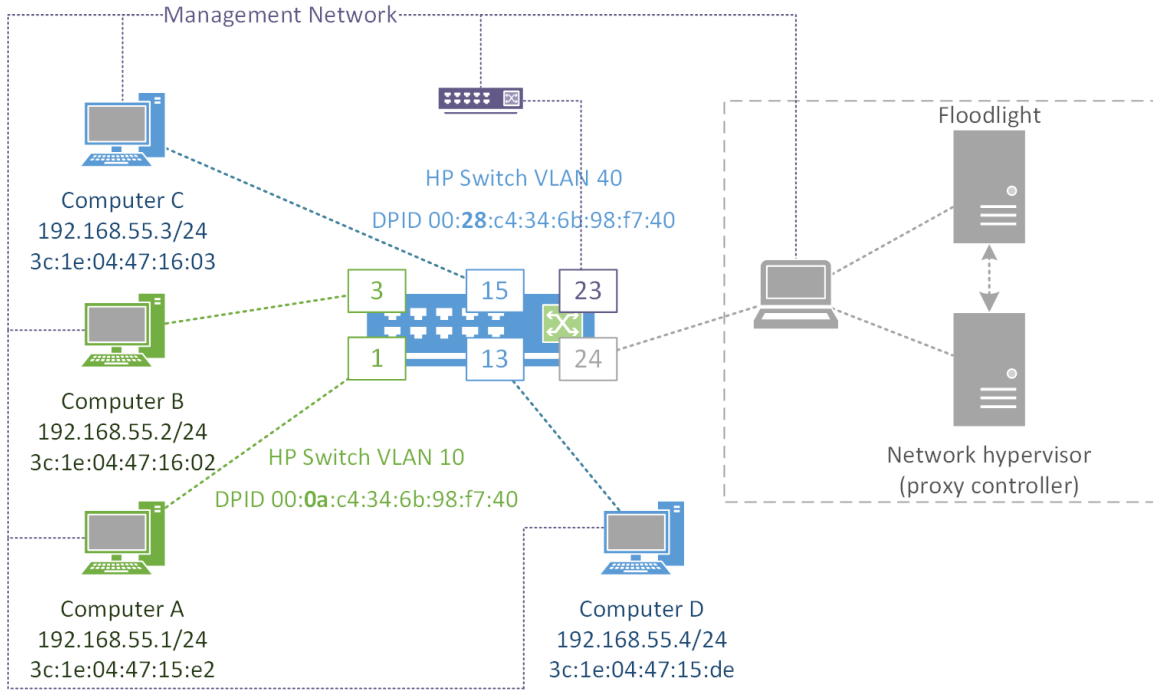 Management Network
Floodlight
HP Switch VLAN 40
DPID 00:28:c4:34:6b:98:f7:40
Computer C
192.168.55.3/24
3c:1e:04:47:16:03
3
15
23
1
13
24
Computer B
192.168.55.2/24
3c:1e:04:47:16:02
HP Switch VLAN 10
DPID 00:0a:c4:34:6b:98:f7:40
Network hypervisor
(proxy controller)
Computer A
192.168.55.1/24
3c:1e:04:47:15:e2
Computer D
192.168.55.4/24
3c:1e:04:47:15:de